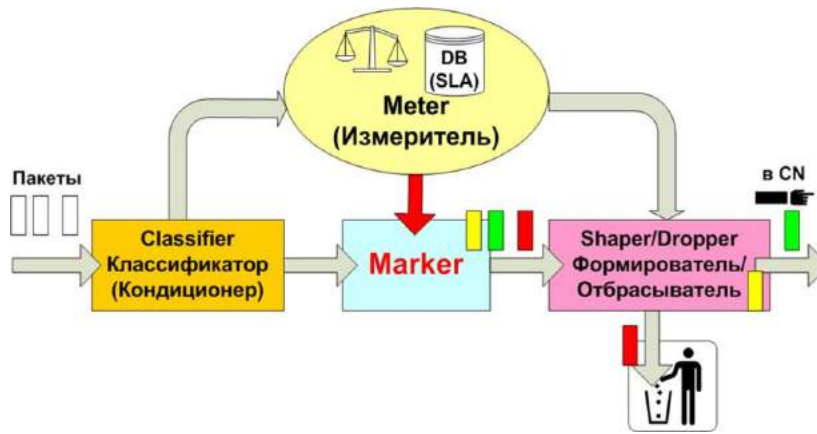 DB
(SLA)
Meter
(Измеритель)
Пакеты
в CN
Classifier
Классификатор
(Кондиционер)
Marker
Shaper/Dropper
Формирователь/
Отбрасыватель